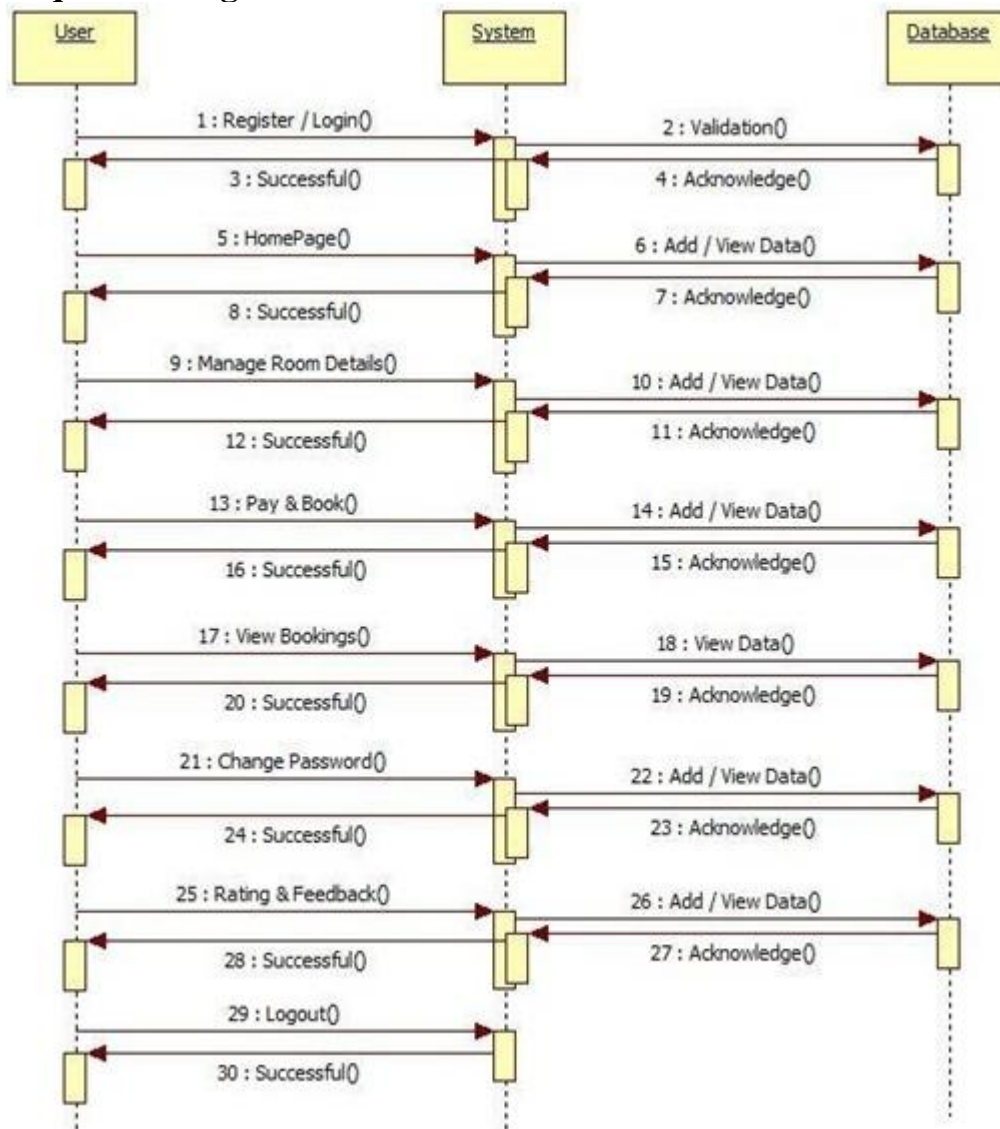 User System Database
1 : Register / Login()
2 : Validation()
3 : Successful()
4 : Acknowledge()
5 : HomePage()
6 : Add / View Data()
7 : Acknowledge()
8 : Successful()
9 : Manage Room Details()
10 : Add / View Data()
11 : Acknowledge()
12 : Successful()
13 : Pay & Book()
14 : Add / View Data()
15 : Acknowledge()
16 : Successful()
17 : View Bookings()
18 : View Data()
19 : Acknowledge()
20 : Successful()
21 : Change Password()
22 : Add / View Data()
23 : Acknowledge()
24 : Successful()
25 : Rating & Feedback()
26 : Add / View Data()
27 : Acknowledge()
28 : Successful()
29 : Logout()
30 : Successful()